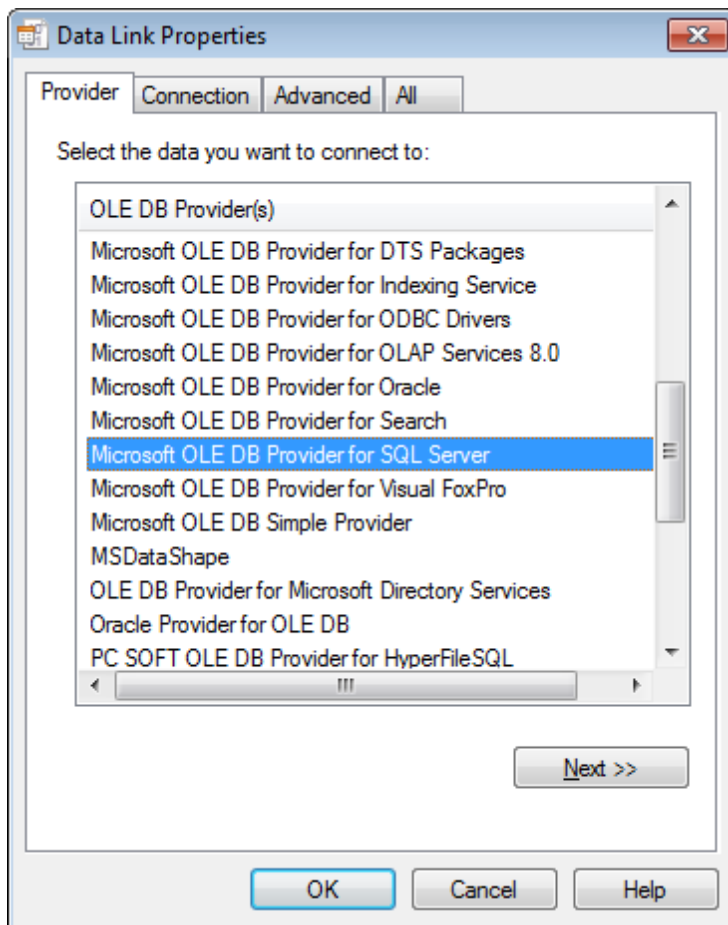 Data Link Properties
Provider Connection Advanced All
Select the data you want to connect to:
OLE DB Provider(s)
Microsoft OLE DB Provider for DTS Packages
Microsoft OLE DB Provider for Indexing Service
Microsoft OLE DB Provider for ODBC Drivers
Microsoft OLE DB Provider for OLAP Services 8.0
Microsoft OLE DB Provider for Oracle
Microsoft OLE DB Provider for Search
Microsoft OLE DB Provider for SQL Server
Microsoft OLE DB Provider for Visual FoxPro
Microsoft OLE DB Simple Provider
MSDataShape
OLE DB Provider for Microsoft Directory Services
Oracle Provider for OLE DB
PC SOFT OLE DB Provider for HyperFileSQL
Next >>
OK Cancel Help